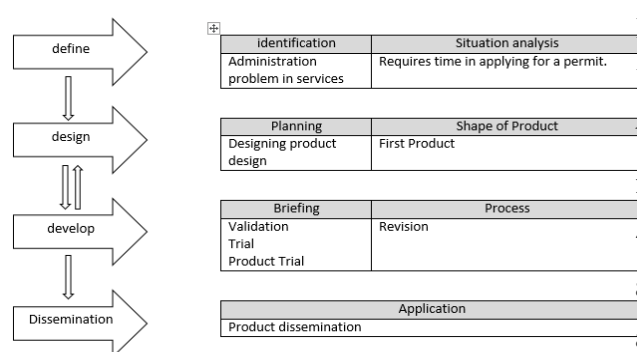 define
identification Situation analysis
Administration problem in services Requires time in applying for a permit.
design
Planning Shape of Product
Designing product design First Product
develop
Briefing Process
Validation Revision
Trial
Product Trial
Dissemination
Application
Product dissemination